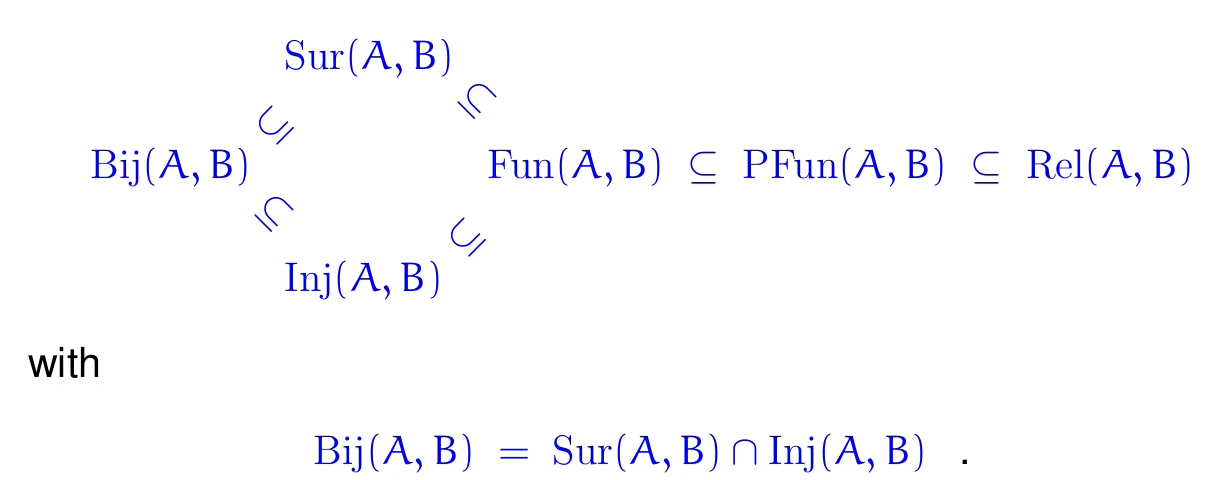 Sur(A, B)
⊆ ⊆
Bij(A, B) Fun(A, B) ⊆ PFun(A, B) ⊆ Rel(A, B)
⊆ ⊆
Inj(A, B)
with
Bij(A, B) = Sur(A, B) ∩ Inj(A, B) .